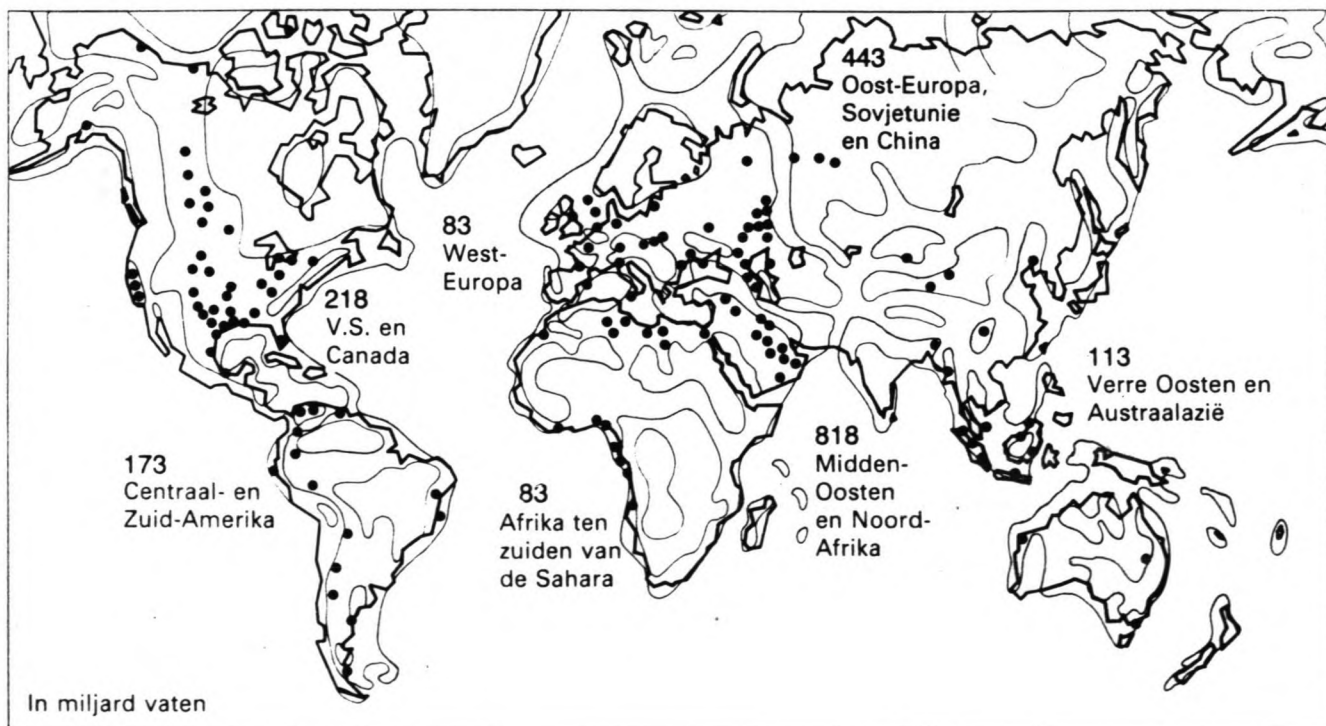 443
Oost-Europa,
Sovjetunie
en China
83
West-
Europa
218
V.S. en
Canada
113
Verre Oosten en
Austraalazië
173
Centraal- en
Zuid-Amerika
83
Afrika ten
zuiden van
de Sahara
818
Midden-
Oosten
en Noord-
Afrika
In miljard vaten